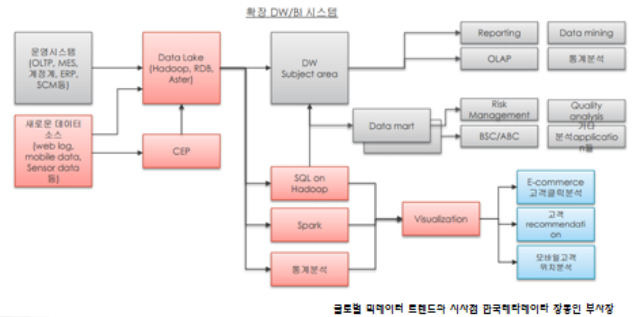 확장 DW/BI 시스템
운영시스템
(OLTP, MES,
계정계, ERP,
SCM등)
Data Lake
(Hadoop, RDB,
Aster)
DW
Subject area
Reporting
Data mining
OLAP
통계분석
새로운 데이터
소스
(web log,
mobile data,
Sensor data
등)
CEP
Data mart
Risk
Management
Quality
analysis
BSC/ABC
기타
분석applicatio
n등
SQL on
Hadoop
Spark
통계분석
Visualization
E-commerce
고객클릭분석
고객
recommendati
on
모바일고객
위치분석
글로벌 빅데이터 트렌드와 시사점 한국테라데이타 장동인 부사장